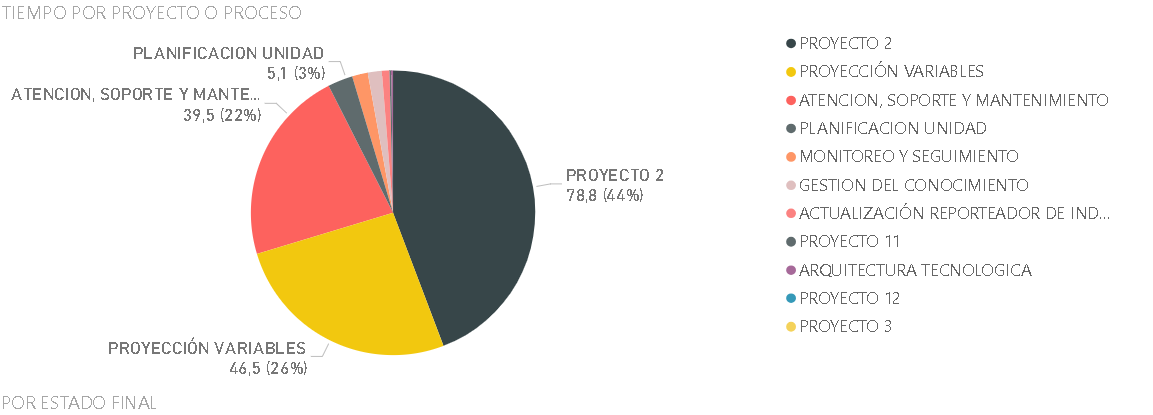 TIEMPO POR PROYECTO O PROCESO
PLANIFICACION UNIDAD
5,1 (3%)
ATENCION, SOPORTE Y MANTE...
39,5 (22%)
PROYECTO 2
78,8 (44%)
PROYECCIÓN VARIABLES
46,5 (26%)
PROYECTO 2
PROYECCIÓN VARIABLES
ATENCION, SOPORTE Y MANTENIMIENTO
PLANIFICACION UNIDAD
MONITOREO Y SEGUIMIENTO
GESTION DEL CONOCIMIENTO
ACTUALIZACIÓN REPORTEADOR DE IND...
PROYECTO 11
ARQUITECTURA TECNOLOGICA
PROYECTO 12
PROYECTO 3
POR ESTADO FINAL